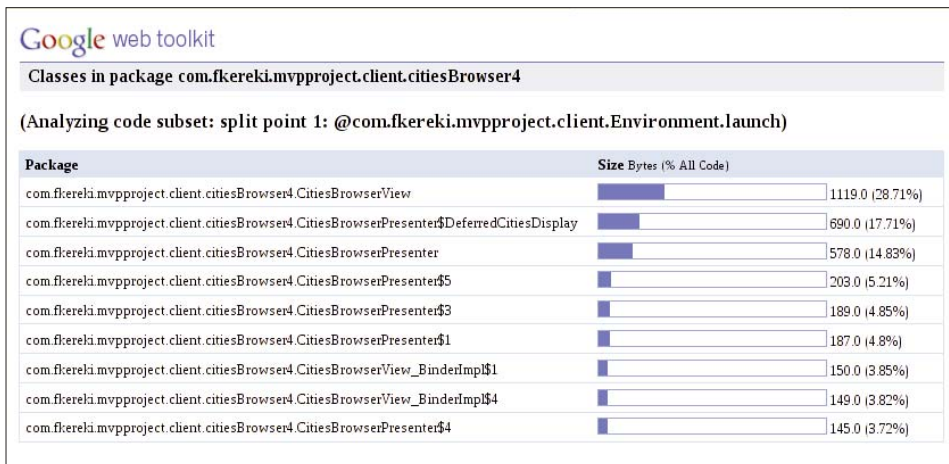 Google web toolkit
Classes in package com.fkereki.mvpproject.client.citiesBrowser4
(Analyzing code subset: split point 1: @com.fkereki.mvpproject.client.Environment.launch)
Package Size Bytes (% All Code)
com.fkereki.mvpproject.client.citiesBrowser4.CitiesBrowserView 1119.0 (28.71%)
com.fkereki.mvpproject.client.citiesBrowser4.CitiesBrowserPresenter$DeferredCitiesDisplay 690.0 (17.71%)
com.fkereki.mvpproject.client.citiesBrowser4.CitiesBrowserPresenter 578.0 (14.83%)
com.fkereki.mvpproject.client.citiesBrowser4.CitiesBrowserPresenter$5 203.0 (5.21%)
com.fkereki.mvpproject.client.citiesBrowser4.CitiesBrowserPresenter$3 189.0 (4.85%)
com.fkereki.mvpproject.client.citiesBrowser4.CitiesBrowserPresenter$1 187.0 (4.8%)
com.fkereki.mvpproject.client.citiesBrowser4.CitiesBrowserView_BinderImpl$1 150.0 (3.85%)
com.fkereki.mvpproject.client.citiesBrowser4.CitiesBrowserView_BinderImpl$4 149.0 (3.82%)
com.fkereki.mvpproject.client.citiesBrowser4.CitiesBrowserPresenter$4 145.0 (3.72%)